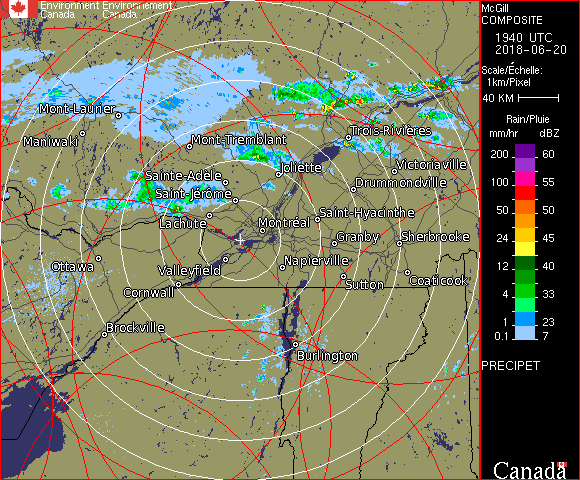 Environment Environnement
Canada Canada
McGill
COMPOSITE
1940 UTC
2018-06-20
Scale/Échelle:
1km/Pixel
40 KM
Rain/Pluie
mm/hr dBZ
200 60
150 57
100 55
50 50
24 45
12 40
4 33
1 23
0.1 7
PRECIPET
Canada
Mont-Laurier
Maniwaki
Mont-Tremblant
Trois-Rivières
Joliette
Victoriaville
Sainte-Adèle
Drummondville
Saint-Jérôme
Saint-Hyacinthe
Lachute
Montréal
Granby
Sherbrooke
Ottawa
Valleyfield
Napierville
Cornwall
Sutton
Coaticook
Brockville
Burlington